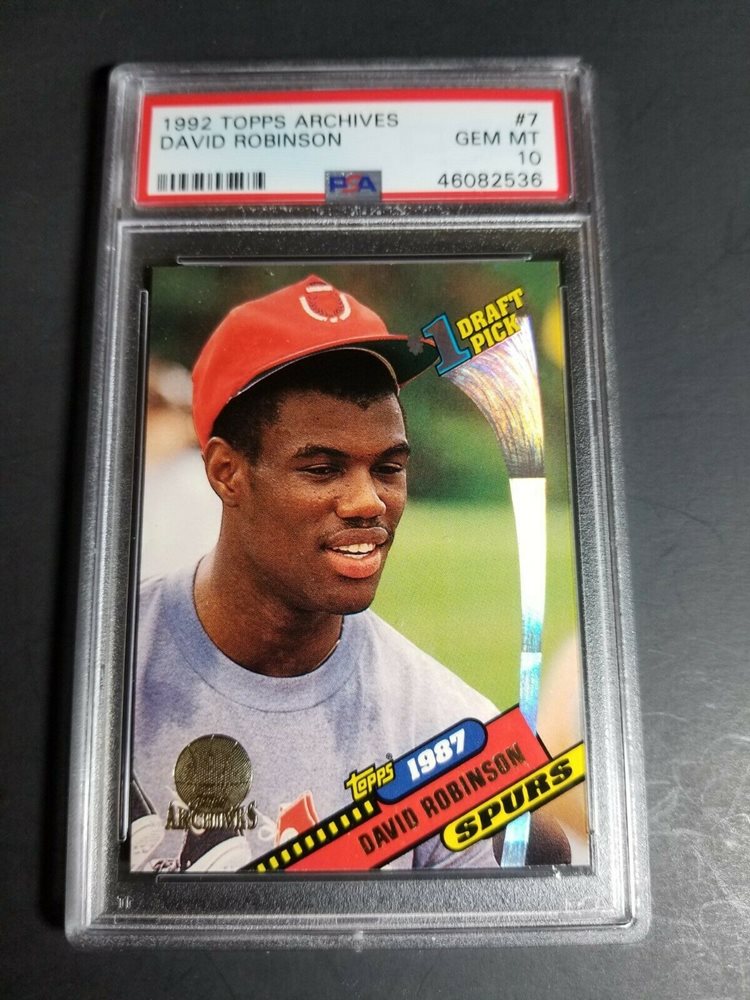 1992 TOPPS ARCHIVES #7
DAVID ROBINSON GEM MT
10
PSA 46082536
1 DRAFT
PICK
TOPPS 1987
DAVID ROBINSON
SPURS
ARCHIVES